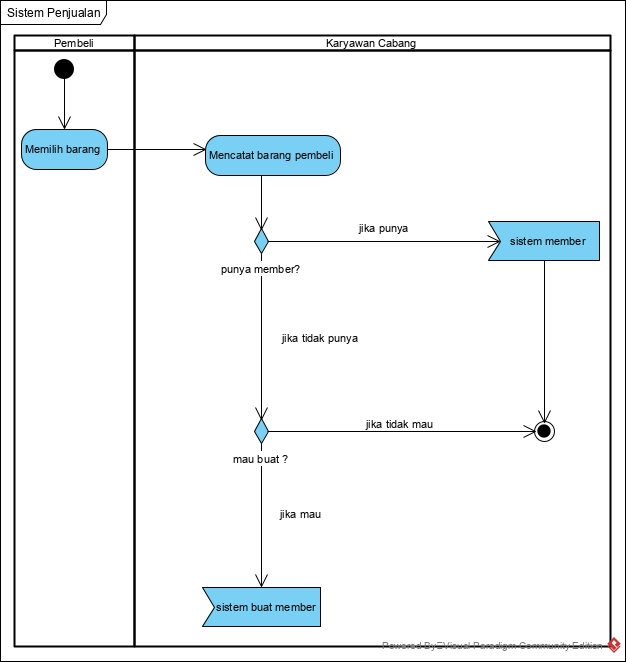 Sistem Penjualan
Pembeli
Karyawan Cabang
Memilih barang
Mencatat barang pembeli
jika punya
sistem member
punya member?
jika tidak punya
jika tidak mau
mau buat ?
jika mau
sistem buat member
Powered By Visual Paradigm Community Edition